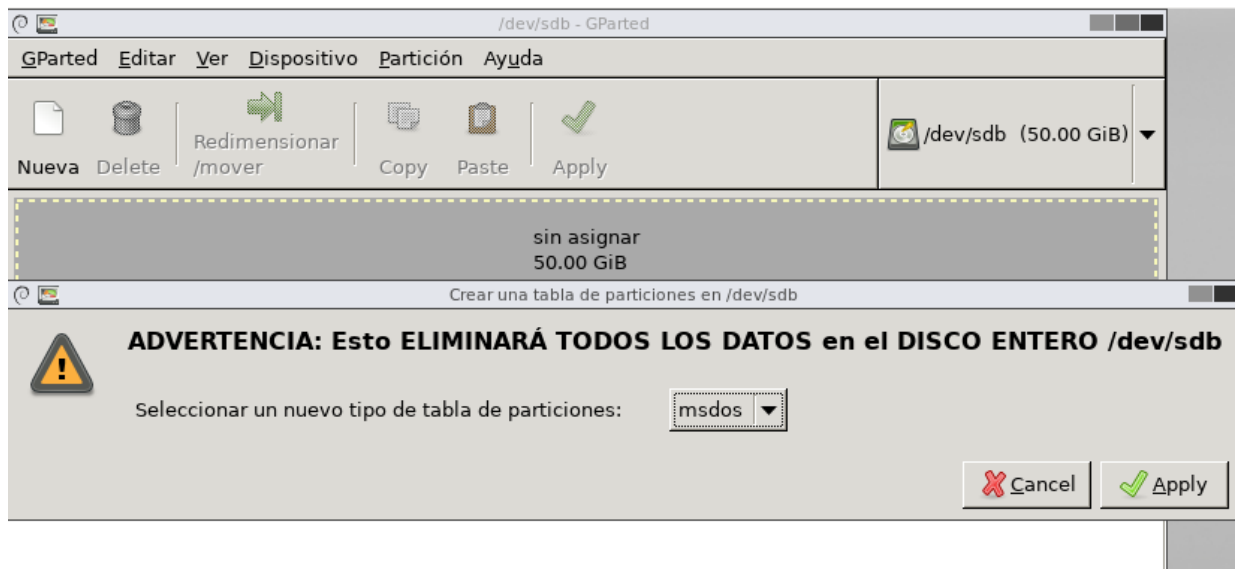 /dev/sdb - GParted
GParted Editar Ver Dispositivo Partición Ayuda
Nueva Delete Redimensionar /mover Copy Paste Apply /dev/sdb (50.00 GiB)
sin asignar
50.00 GiB
Crear una tabla de particiones en /dev/sdb
ADVERTENCIA: Esto ELIMINARÁ TODOS LOS DATOS en el DISCO ENTERO /dev/sdb
Seleccionar un nuevo tipo de tabla de particiones: msdos
Cancel Apply